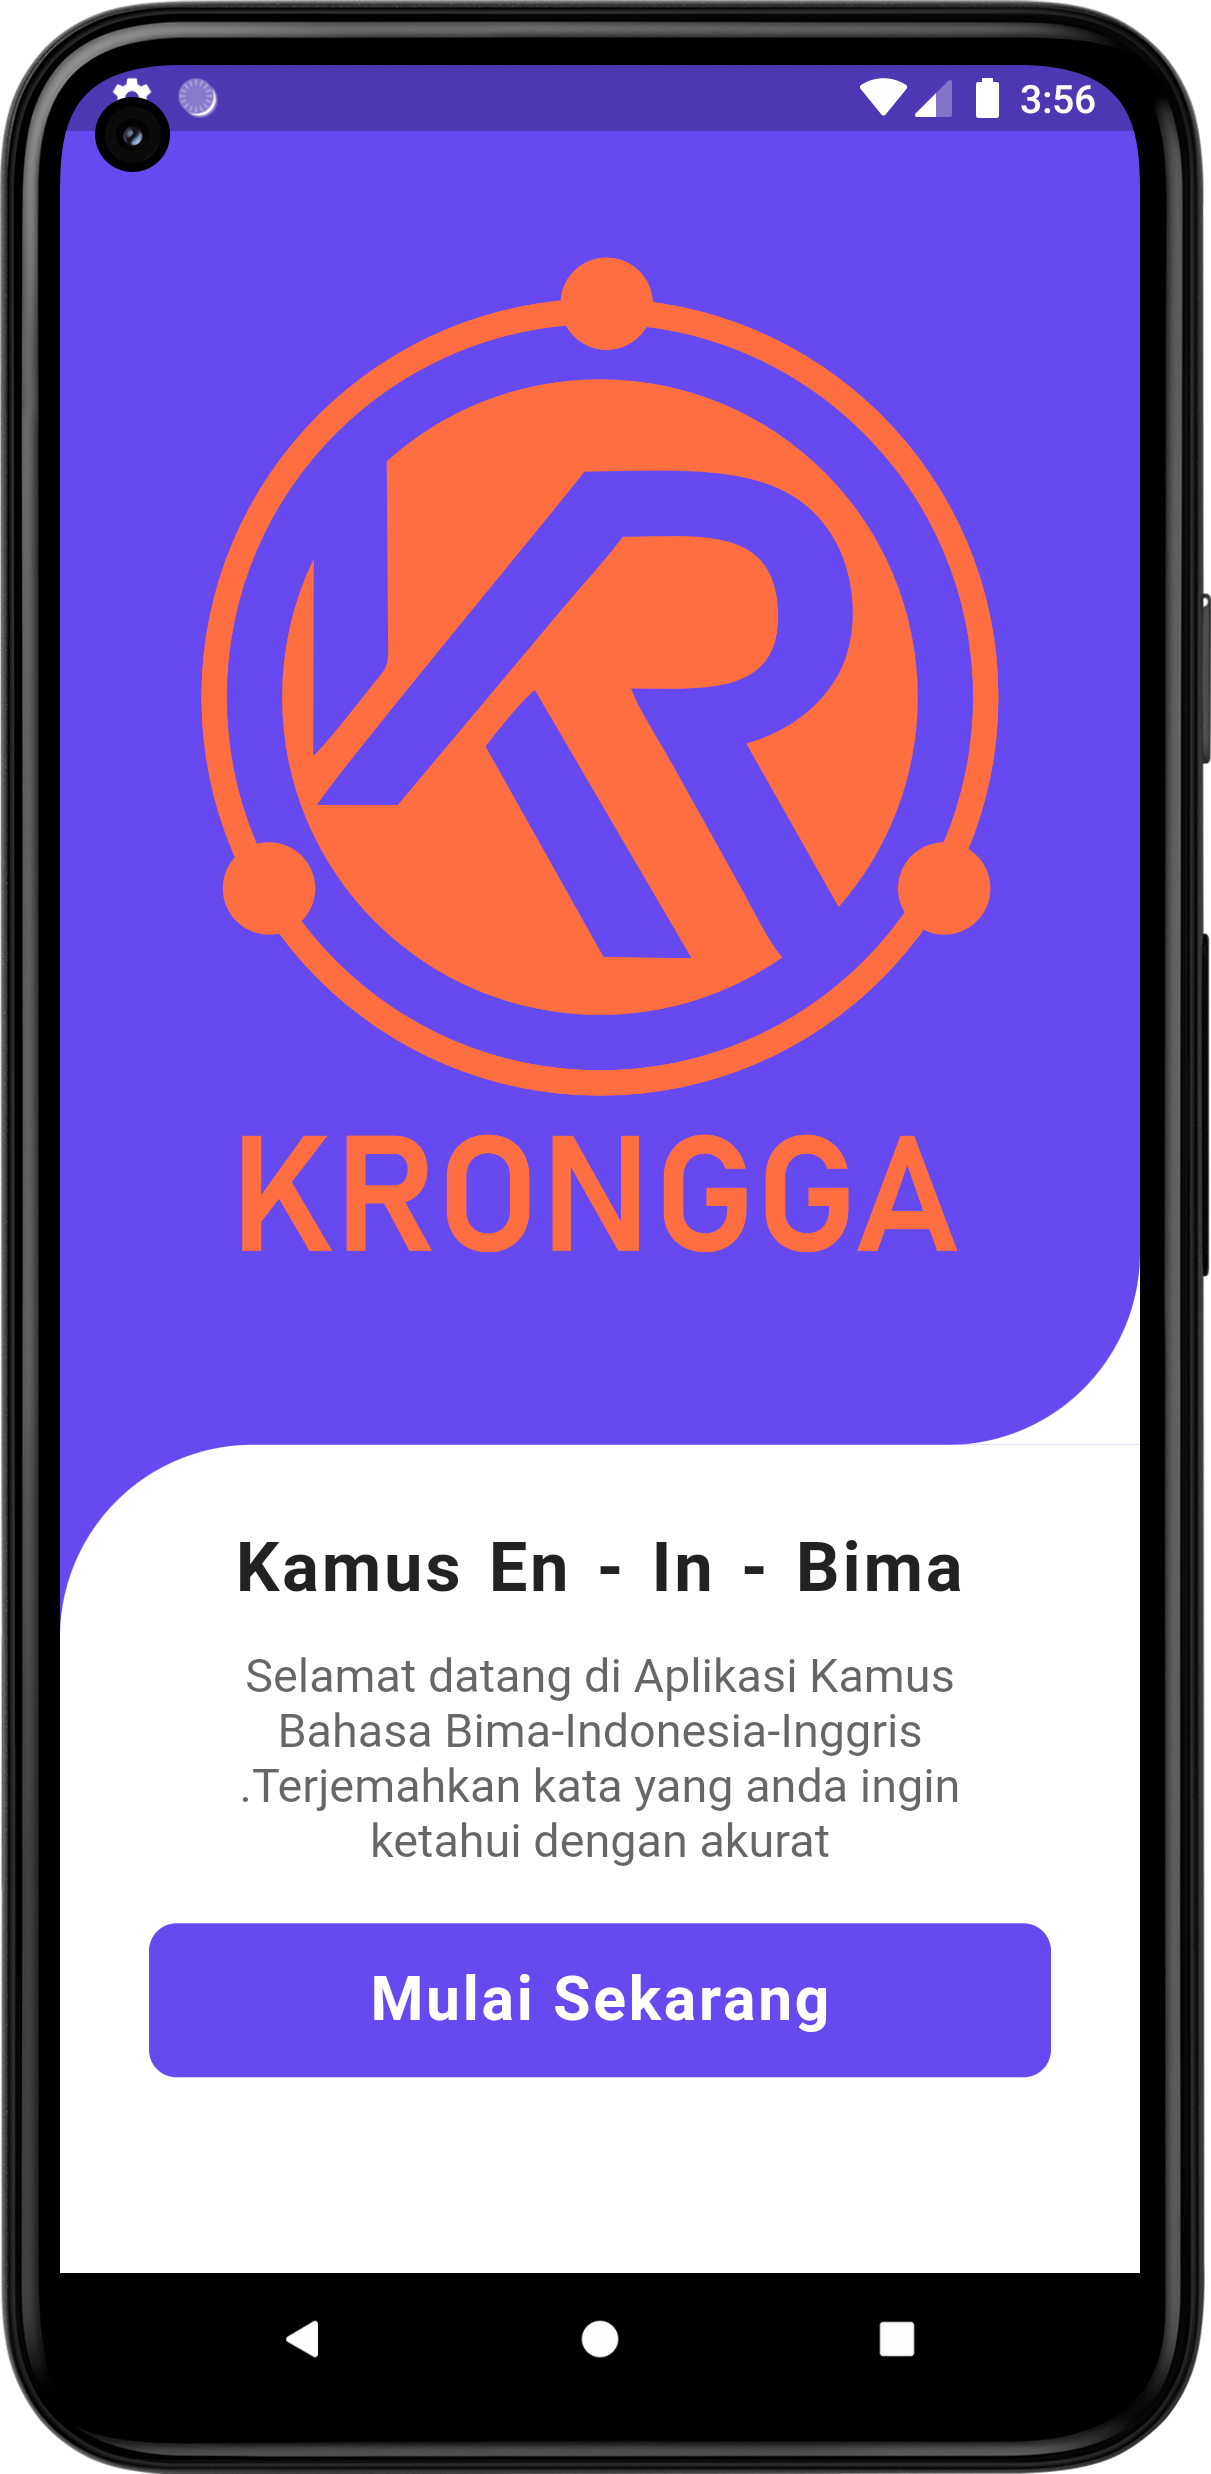 3:56
KR
KRONGGA
Kamus En - In - Bima
Selamat datang di Aplikasi Kamus
Bahasa Bima-Indonesia-Inggris
.Terjemahkan kata yang anda ingin
ketahui dengan akurat
Mulai Sekarang